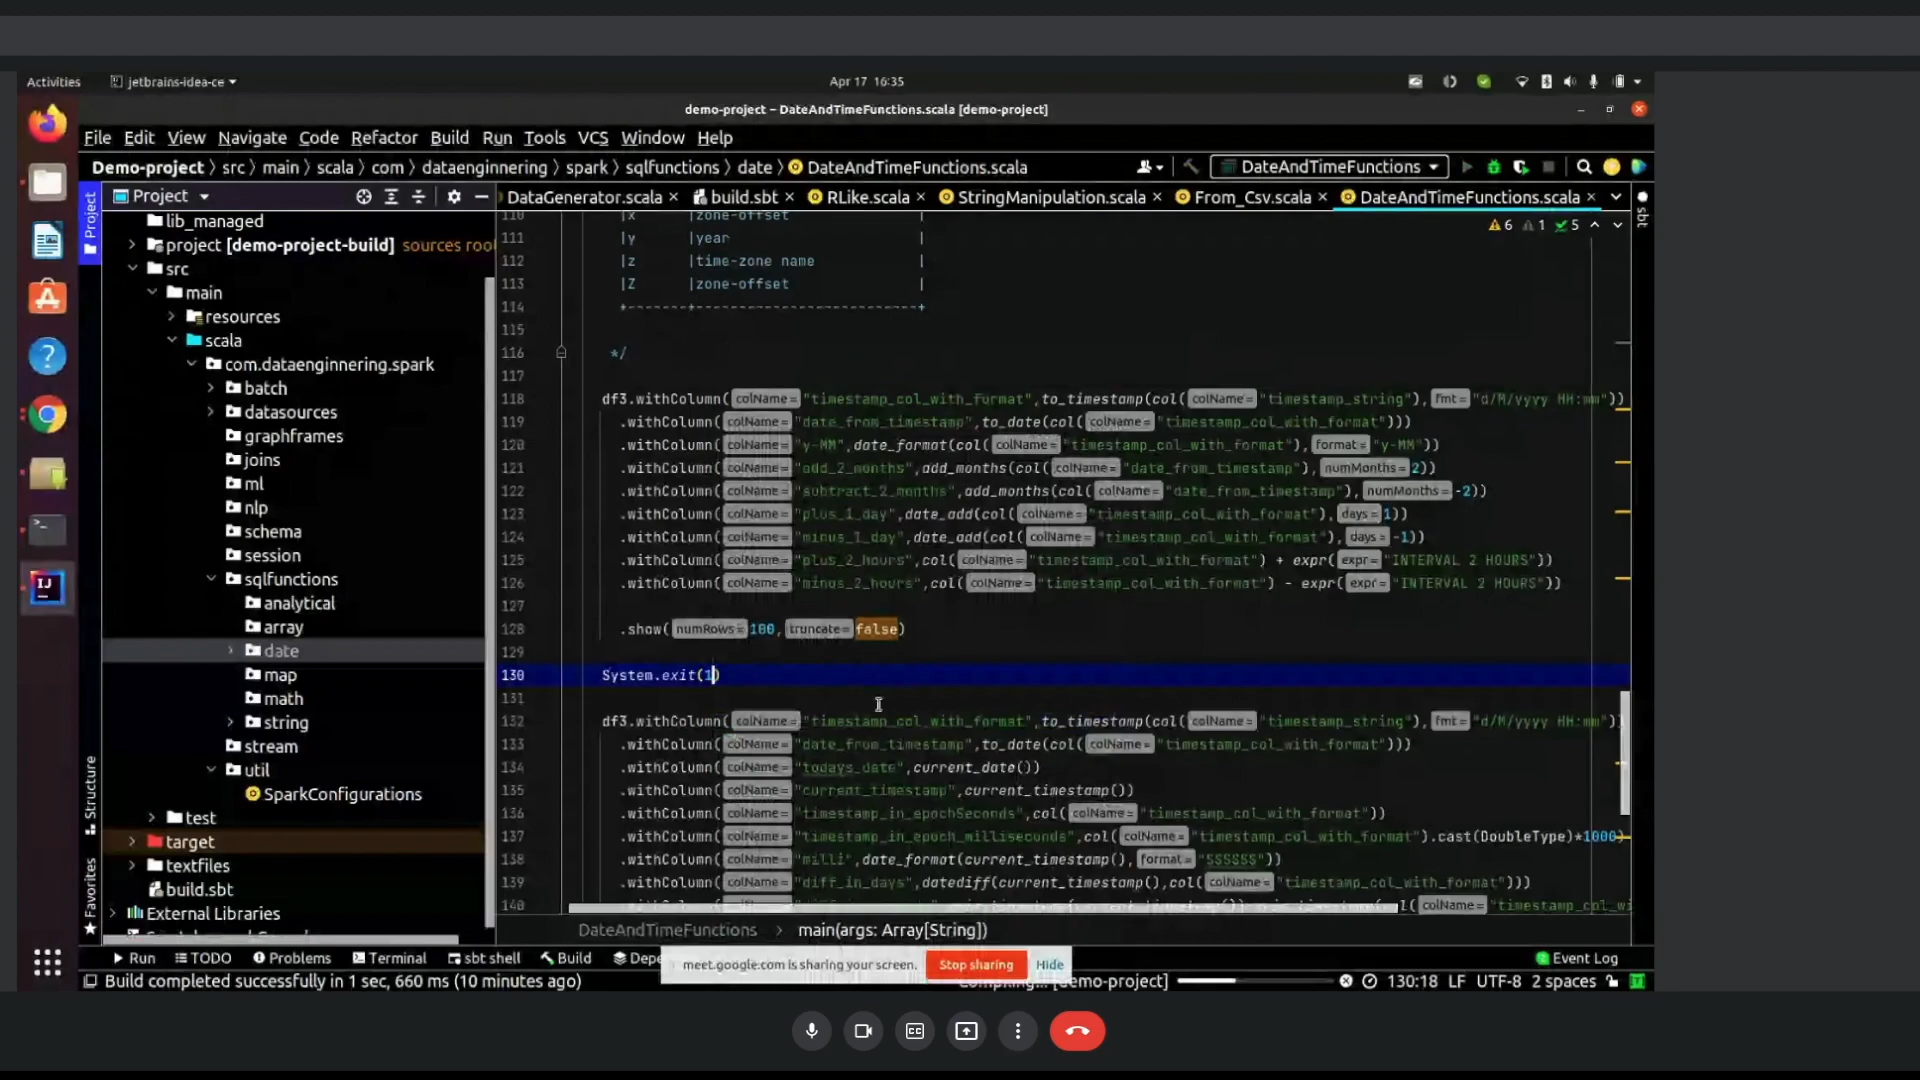 Activities
jetbrains-idea-ce
Apr 17 16:35
demo-project – DateAndTimeFunctions.scala [demo-project]
File Edit View Navigate Code Refactor Build Run Tools VCS Window Help
Demo-project src main scala com dataenginnering spark sqlfunctions date DateAndTimeFunctions.scala
DateAndTimeFunctions
Project
DataGenerator.scala build.sbt RLike.scala StringManipulation.scala From_Csv.scala DateAndTimeFunctions.scala
Project
sbt
Structure
Favorites
lib_managed
project [demo-project-build] sources roo
src
main
resources
scala
com.dataenginnering.spark
batch
datasources
graphframes
joins
ml
nlp
schema
session
sqlfunctions
analytical
array
date
map
math
string
stream
util
SparkConfigurations
test
target
textfiles
build.sbt
External Libraries
6 1 5
110 |x |zone-offset
111 |y |year |
112 |z |time-zone name |
113 |Z |zone-offset |
114 +-------+--------------------------+
115
116 */
117
118 df3.withColumn( colName= "timestamp_col_with_format",to_timestamp(col( colName= "timestamp_string"), fmt= "d/M/yyyy HH:mm"))
119 .withColumn( colName= "date_from_timestamp",to_date(col( colName= "timestamp_col_with_format")))
120 .withColumn( colName= "y-MM",date_format(col( colName= "timestamp_col_with_format"), format= "y-MM"))
121 .withColumn( colName= "add_2_months",add_months(col( colName= "date_from_timestamp"), numMonths= 2))
122 .withColumn( colName= "subtract_2_months",add_months(col( colName= "date_from_timestamp"), numMonths= -2))
123 .withColumn( colName= "plus_1_day",date_add(col( colName= "timestamp_col_with_format"), days= 1))
124 .withColumn( colName= "minus_1_day",date_add(col( colName= "timestamp_col_with_format"), days= -1))
125 .withColumn( colName= "plus_2_hours",col( colName= "timestamp_col_with_format") + expr( expr= "INTERVAL 2 HOURS"))
126 .withColumn( colName= "minus_2_hours",col( colName= "timestamp_col_with_format") - expr( expr= "INTERVAL 2 HOURS"))
127
128 .show( numRows= 100, truncate= false)
129
130 System.exit(1)
131
132 df3.withColumn( colName= "timestamp_col_with_format",to_timestamp(col( colName= "timestamp_string"), fmt= "d/M/yyyy HH:mm")
133 .withColumn( colName= "date_from_timestamp",to_date(col( colName= "timestamp_col_with_format")))
134 .withColumn( colName= "todays_date",current_date())
135 .withColumn( colName= "current_timestamp",current_timestamp())
136 .withColumn( colName= "timestamp_in_epochSeconds",col( colName= "timestamp_col_with_format"))
137 .withColumn( colName= "timestamp_in_epoch_milliseconds",col( colName= "timestamp_col_with_format").cast(DoubleType)*1000)
138 .withColumn( colName= "milli",date_format(current_timestamp(), format= "SSSSSS"))
139 .withColumn( colName= "diff_in_days",datediff(current_timestamp(),col( colName= "timestamp_col_with_format")))
140
DateAndTimeFunctions main(args: Array[String])
Run TODO Problems Terminal sbt shell Build Depe
Event Log
meet.google.com is sharing your screen. Stop sharing Hide
Build completed successfully in 1 sec, 660 ms (10 minutes ago)
[demo-project]
130:18 LF UTF-8 2 spaces